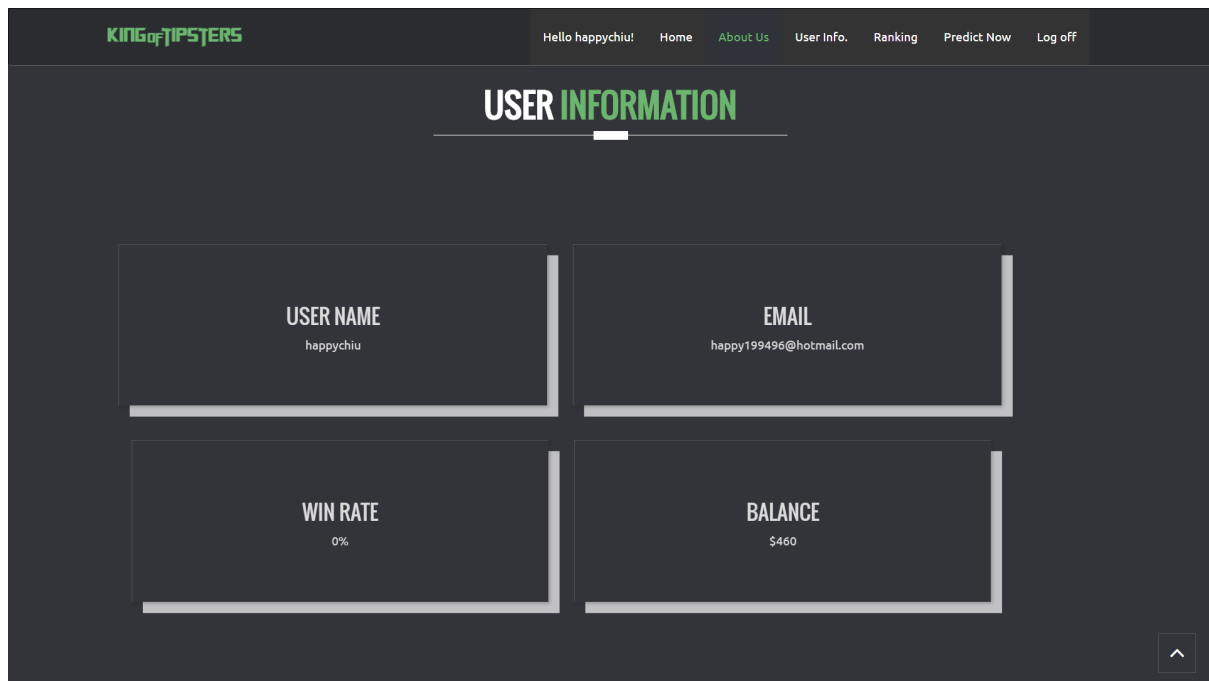 KINGOFTIPSTERS
Hello happychiu! Home About Us User Info. Ranking Predict Now Log off
USER INFORMATION
USER NAME
happychiu
EMAIL
happy199496@hotmail.com
WIN RATE
0%
BALANCE
$460